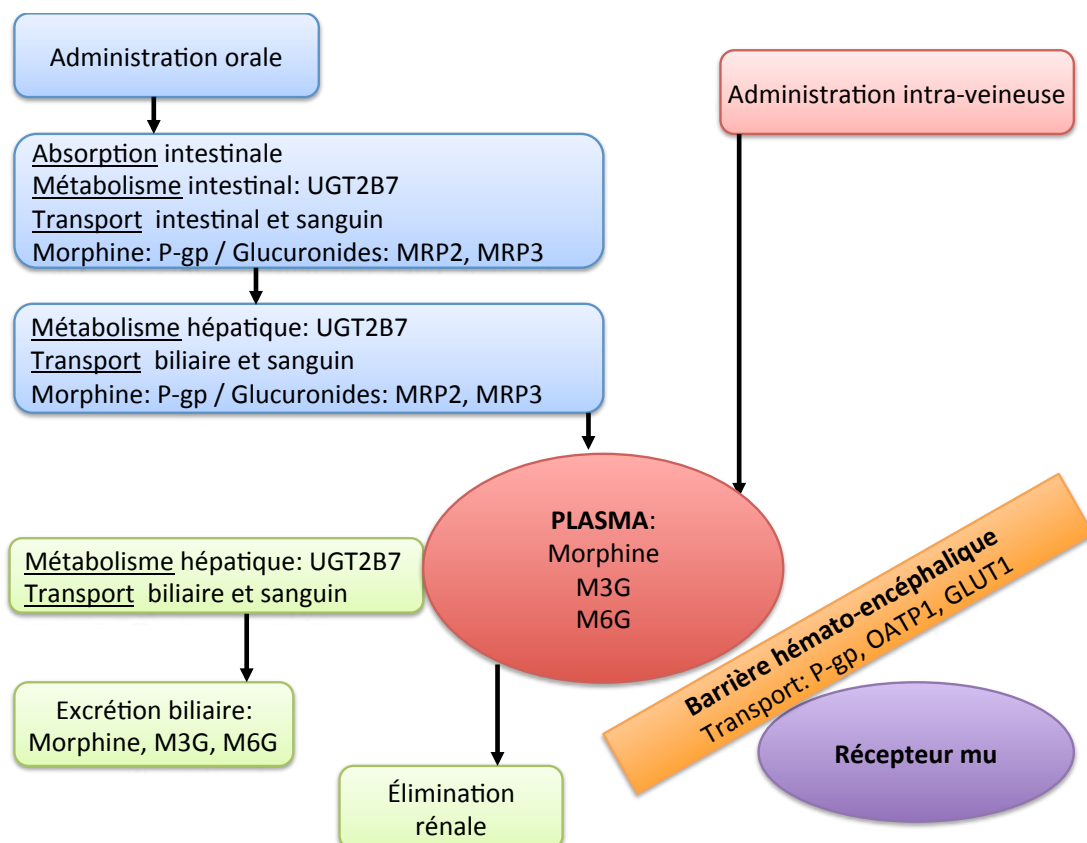 Administration orale
Administration intra-veineuse
Absorption intestinale
Métabolisme intestinal: UGT2B7
Transport intestinal et sanguin
Morphine: P-gp / Glucuronides: MRP2, MRP3
Métabolisme hépatique: UGT2B7
Transport biliaire et sanguin
Morphine: P-gp / Glucuronides: MRP2, MRP3
PLASMA:
Morphine
M3G
M6G
Métabolisme hépatique: UGT2B7
Transport biliaire et sanguin
Barrière hémato-encéphalique
Transport: P-gp, OATP1, GLUT1
Excrétion biliaire:
Morphine, M3G, M6G
Récepteur mu
Élimination
rénale